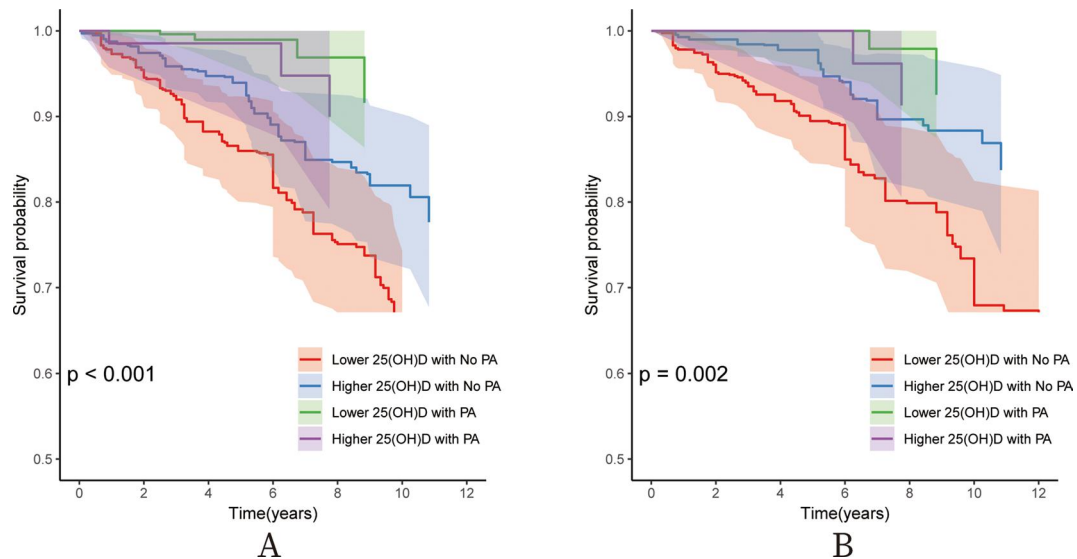 1.0
0.9
0.8
0.7
0.6
0.5
Survival probability
p < 0.001
Lower 25(OH)D with No PA
Higher 25(OH)D with No PA
Lower 25(OH)D with PA
Higher 25(OH)D with PA
0 2 4 6 8 10 12
Time(years)
A
1.0
0.9
0.8
0.7
0.6
0.5
Survival probability
p = 0.002
Lower 25(OH)D with No PA
Higher 25(OH)D with No PA
Lower 25(OH)D with PA
Higher 25(OH)D with PA
0 2 4 6 8 10 12
Time(years)
B